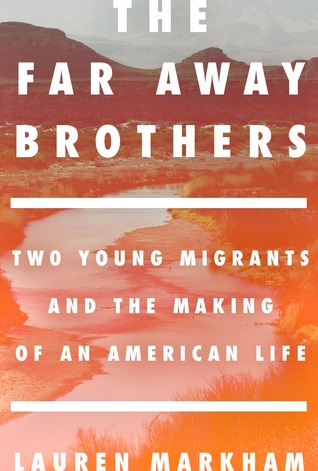 THE
FAR AWAY
BROTHERS
TWO YOUNG MIGRANTS
AND THE MAKING
OF AN AMERICAN LIFE
LAUREN MARKHAM